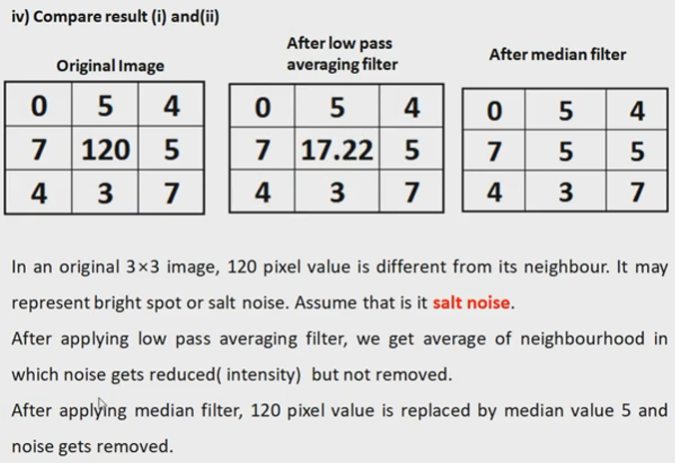 iv) Compare result (i) and(ii)
Original Image
After low pass
averaging filter
After median filter
0 5 4
7 120 5
4 3 7
0 5 4
7 17.22 5
4 3 7
0 5 4
7 5 5
4 3 7
In an original 3×3 image, 120 pixel value is different from its neighbour. It may
represent bright spot or salt noise. Assume that is it salt noise.
After applying low pass averaging filter, we get average of neighbourhood in
which noise gets reduced( intensity) but not removed.
After applying median filter, 120 pixel value is replaced by median value 5 and
noise gets removed.